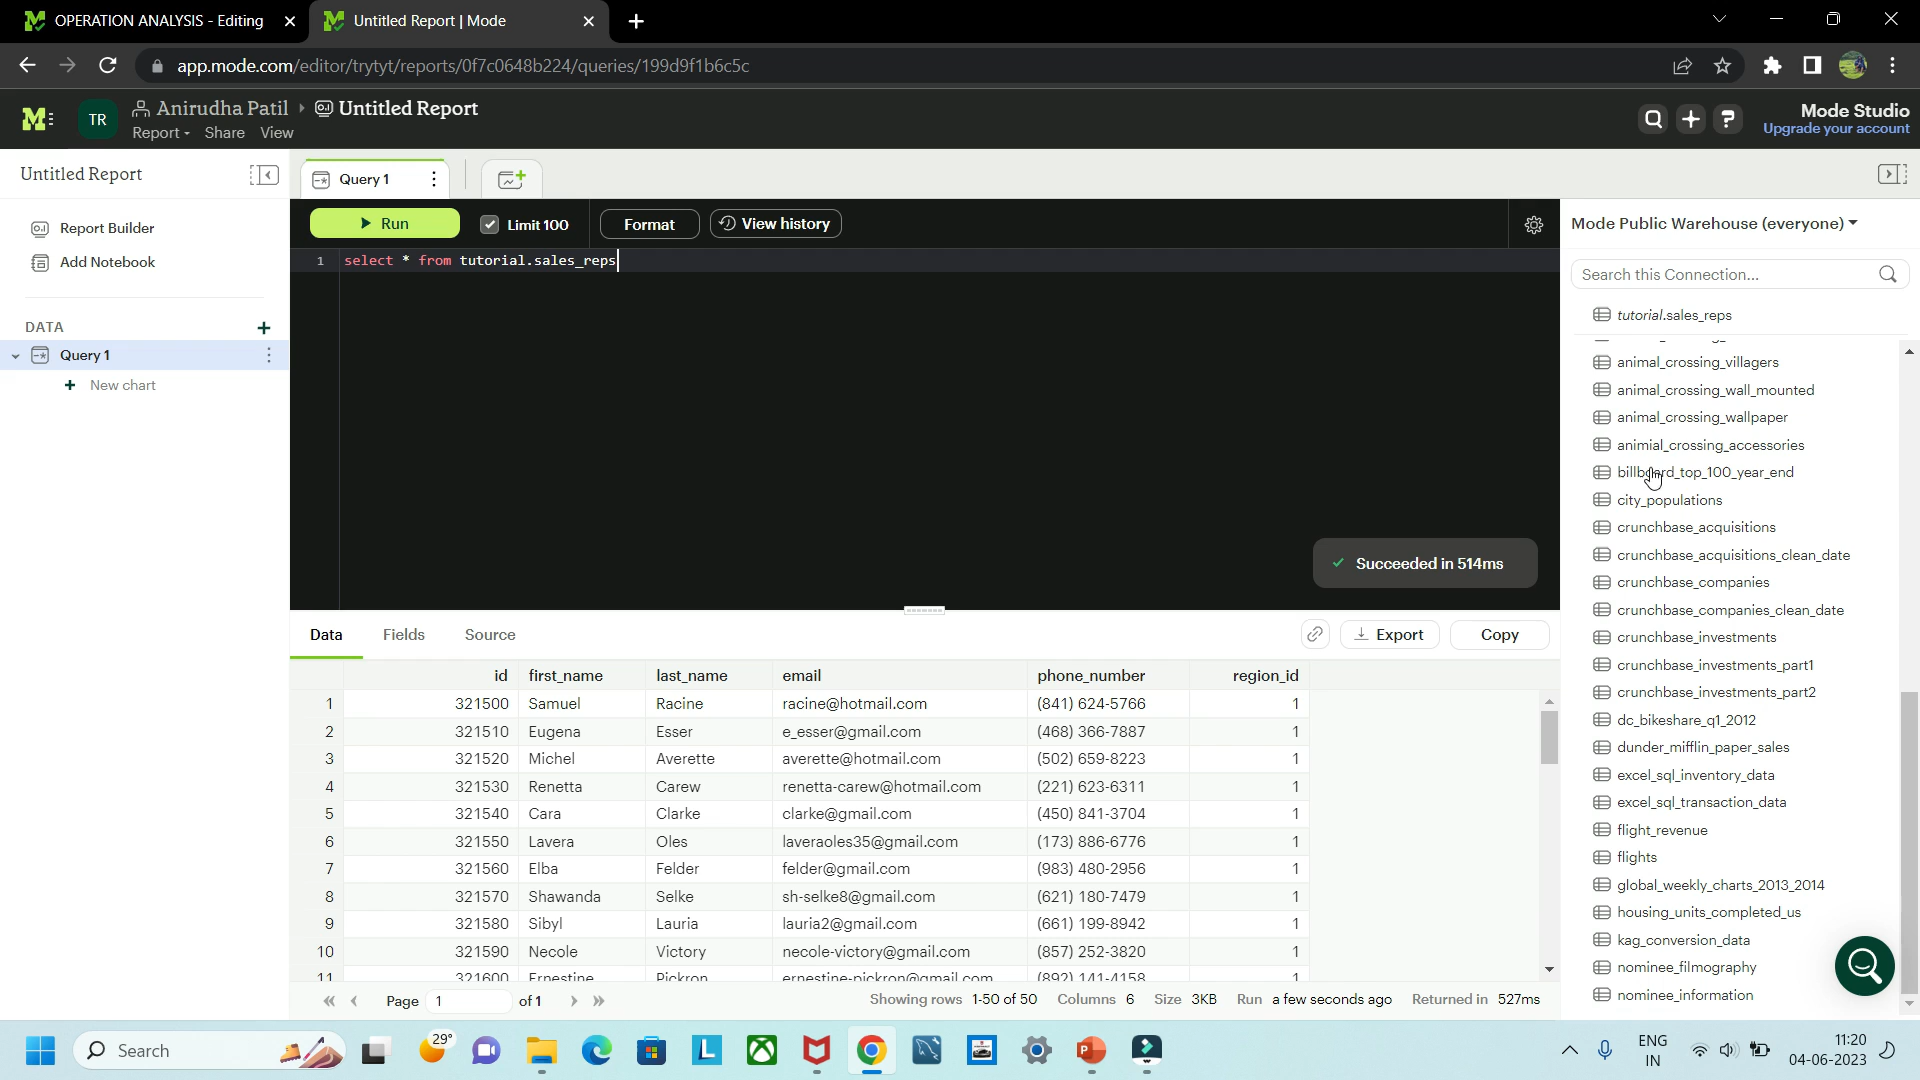 OPERATION ANALYSIS - Editing
Untitled Report | Mode
app.mode.com/editor/trytyt/reports/0f7c0648b224/queries/199d9f1b6c5c
TR
Anirudha Patil
Untitled Report
Report
Share
View
Mode Studio
Upgrade your account
Untitled Report
Query 1
Report Builder
Add Notebook
DATA
Query 1
New chart
Run
Limit 100
Format
View history
1 select * from tutorial.sales_reps
Succeeded in 514ms
Mode Public Warehouse (everyone)
Search this Connection...
tutorial.sales_reps
animal_crossing_villagers
animal_crossing_wall_mounted
animal_crossing_wallpaper
animial_crossing_accessories
billboard_top_100_year_end
city_populations
crunchbase_acquisitions
crunchbase_acquisitions_clean_date
crunchbase_companies
crunchbase_companies_clean_date
crunchbase_investments
crunchbase_investments_part1
crunchbase_investments_part2
dc_bikeshare_q1_2012
dunder_mifflin_paper_sales
excel_sql_inventory_data
excel_sql_transaction_data
flight_revenue
flights
global_weekly_charts_2013_2014
housing_units_completed_us
kag_conversion_data
nominee_filmography
nominee_information
Data Fields Source
Export
Copy
id first_name last_name email phone_number region_id
1 321500 Samuel Racine racine@hotmail.com (841) 624-5766 1
2 321510 Eugena Esser e_esser@gmail.com (468) 366-7887 1
3 321520 Michel Averette averette@hotmail.com (502) 659-8223 1
4 321530 Renetta Carew renetta-carew@hotmail.com (221) 623-6311 1
5 321540 Cara Clarke clarke@gmail.com (450) 841-3704 1
6 321550 Lavera Oles laveraoles35@gmail.com (173) 886-6776 1
7 321560 Elba Felder felder@gmail.com (983) 480-2956 1
8 321570 Shawanda Selke sh-selke8@gmail.com (621) 180-7479 1
9 321580 Sibyl Lauria lauria2@gmail.com (661) 199-8942 1
10 321590 Necole Victory necole-victory@gmail.com (857) 252-3820 1
11 321600 Ernestine Pickron ernestine-pickron@gmail.com (892) 141-4158 1
Page 1 of 1
Showing rows 1-50 of 50 Columns 6 Size 3KB Run a few seconds ago Returned in 527ms
Search
29°
ENG
IN
11:20
04-06-2023